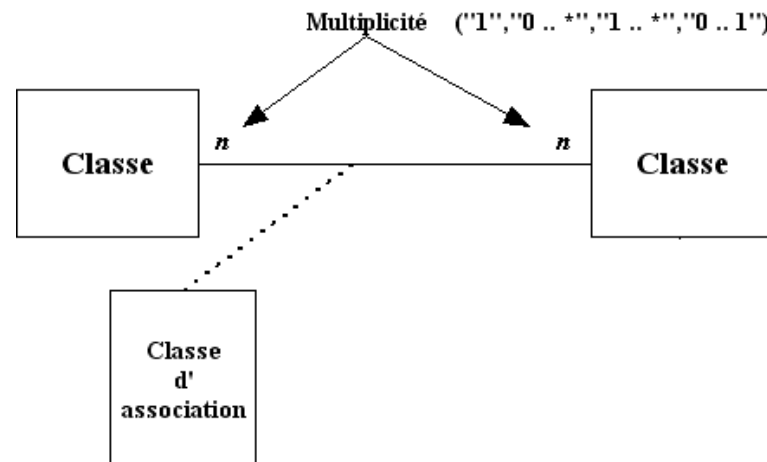 Multiplicité ("1","0 .. *","1 .. *","0 .. 1")
n
n
Classe
Classe
Classe
d'
association